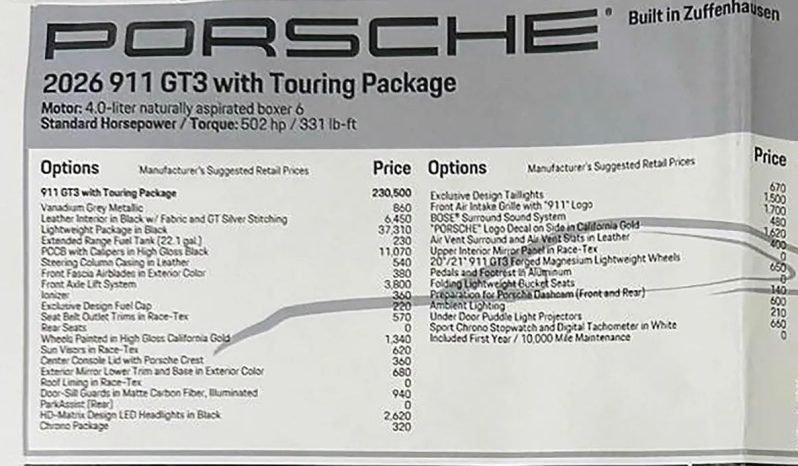 PORSCHE®
Built in Zuffenhausen
2026 911 GT3 with Touring Package
Motor: 4.0-liter naturally aspirated boxer 6
Standard Horsepower / Torque: 502 hp / 331 lb-ft
Options Manufacturer's Suggested Retail Prices Price
911 GT3 with Touring Package 230,500
Vanadium Grey Metallic 860
Leather Interior in Black w/ Fabric and GT Silver Stitching 6,450
Lightweight Package in Black 37,310
Extended Range Fuel Tank (22.1 gal.) 230
PCCB with Calipers in High Gloss Black 11,070
Steering Column Casing in Leather 540
Front Fascia Airblades in Exterior Color 380
Front Axle Lift System 3,800
Ionizer 360
Exclusive Design Fuel Cap 220
Seat Belt Outlet Trims in Race-Tex 570
Rear Seats 0
Wheels Painted in High Gloss California Gold 1,340
Sun Visors in Race-Tex 620
Center Console Lid with Porsche Crest 360
Exterior Mirror Lower Trim and Base in Exterior Color 680
Roof Lining in Race-Tex 0
Door-Sill Guards in Matte Carbon Fiber, Illuminated 940
ParkAssist (Rear) 0
HD-Matrix Design LED Headlights in Black 2,620
Chrono Package 320
Options Manufacturer's Suggested Retail Prices Price
Exclusive Design Taillights 670
Front Air Intake Grille with "911" Logo 1,500
BOSE® Surround Sound System 1,700
"PORSCHE" Logo Decal on Side in California Gold 480
Air Vent Surround and Air Vent Slats in Leather 1,620
Upper Interior Mirror Panel in Race-Tex 400
20"/21" 911 GT3 Forged Magnesium Lightweight Wheels 0
Pedals and Footrest in Aluminum 650
Folding Lightweight Bucket Seats 0
Preparation for Porsche Dashcam (Front and Rear) 140
Ambient Lighting 600
Under Door Puddle Light Projectors 210
Sport Chrono Stopwatch and Digital Tachometer in White 660
Included First Year / 10,000 Mile Maintenance 0